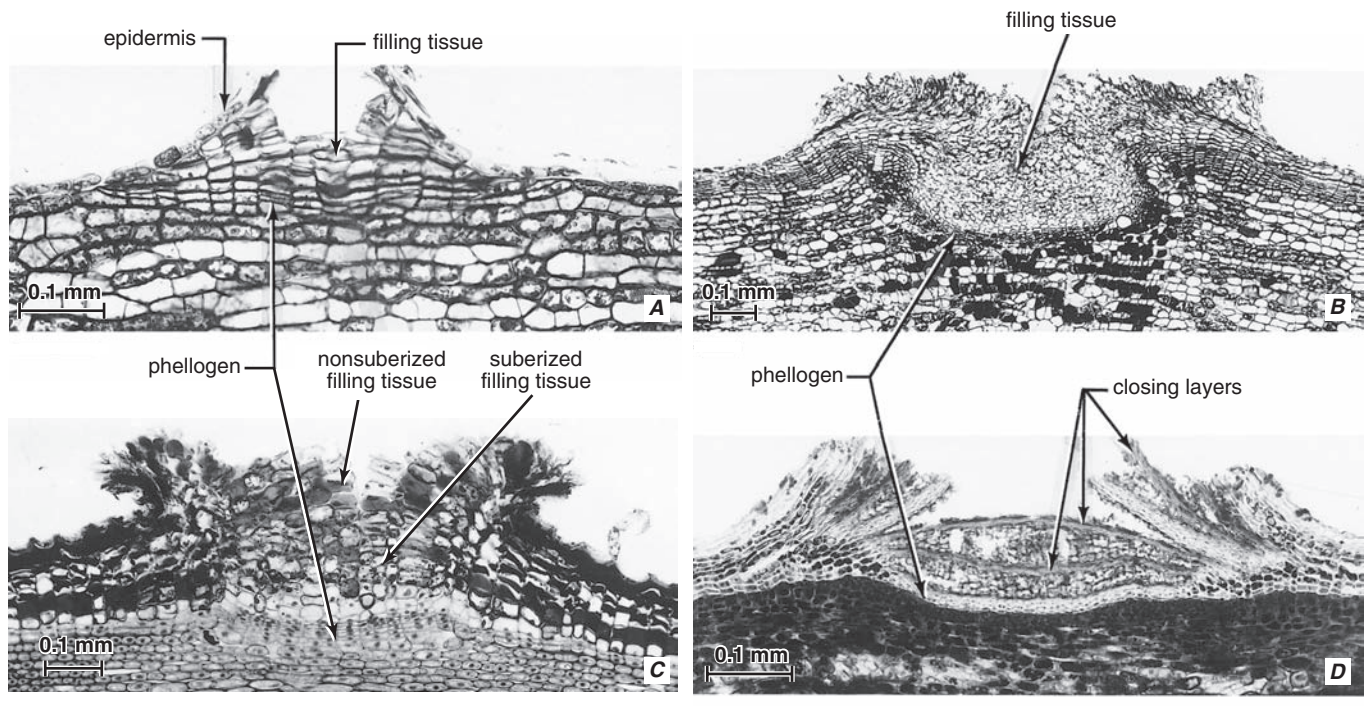 epidermis
filling tissue
0.1 mm
A
filling tissue
0.1 mm
B
phellogen
nonsuberized
filling tissue
suberized
filling tissue
0.1 mm
C
phellogen
closing layers
0.1 mm
D